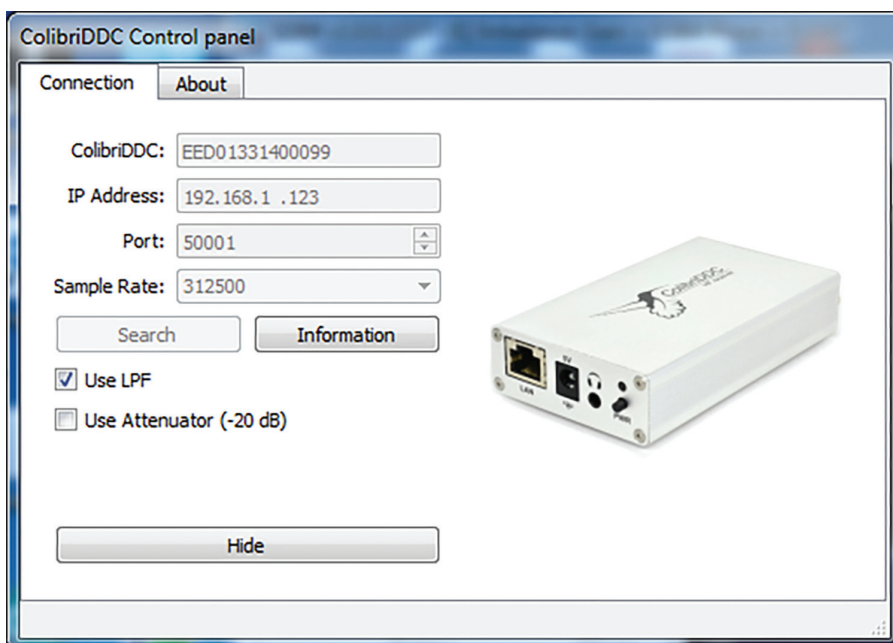 ColibriDDC Control panel
Connection
About
ColibriDDC: EED01331400099
IP Address: 192.168.1 .123
Port: 50001
Sample Rate: 312500
Search
Information
Use LPF
Use Attenuator (-20 dB)
Hide
ColibriDDC
LAN
5V
PWR